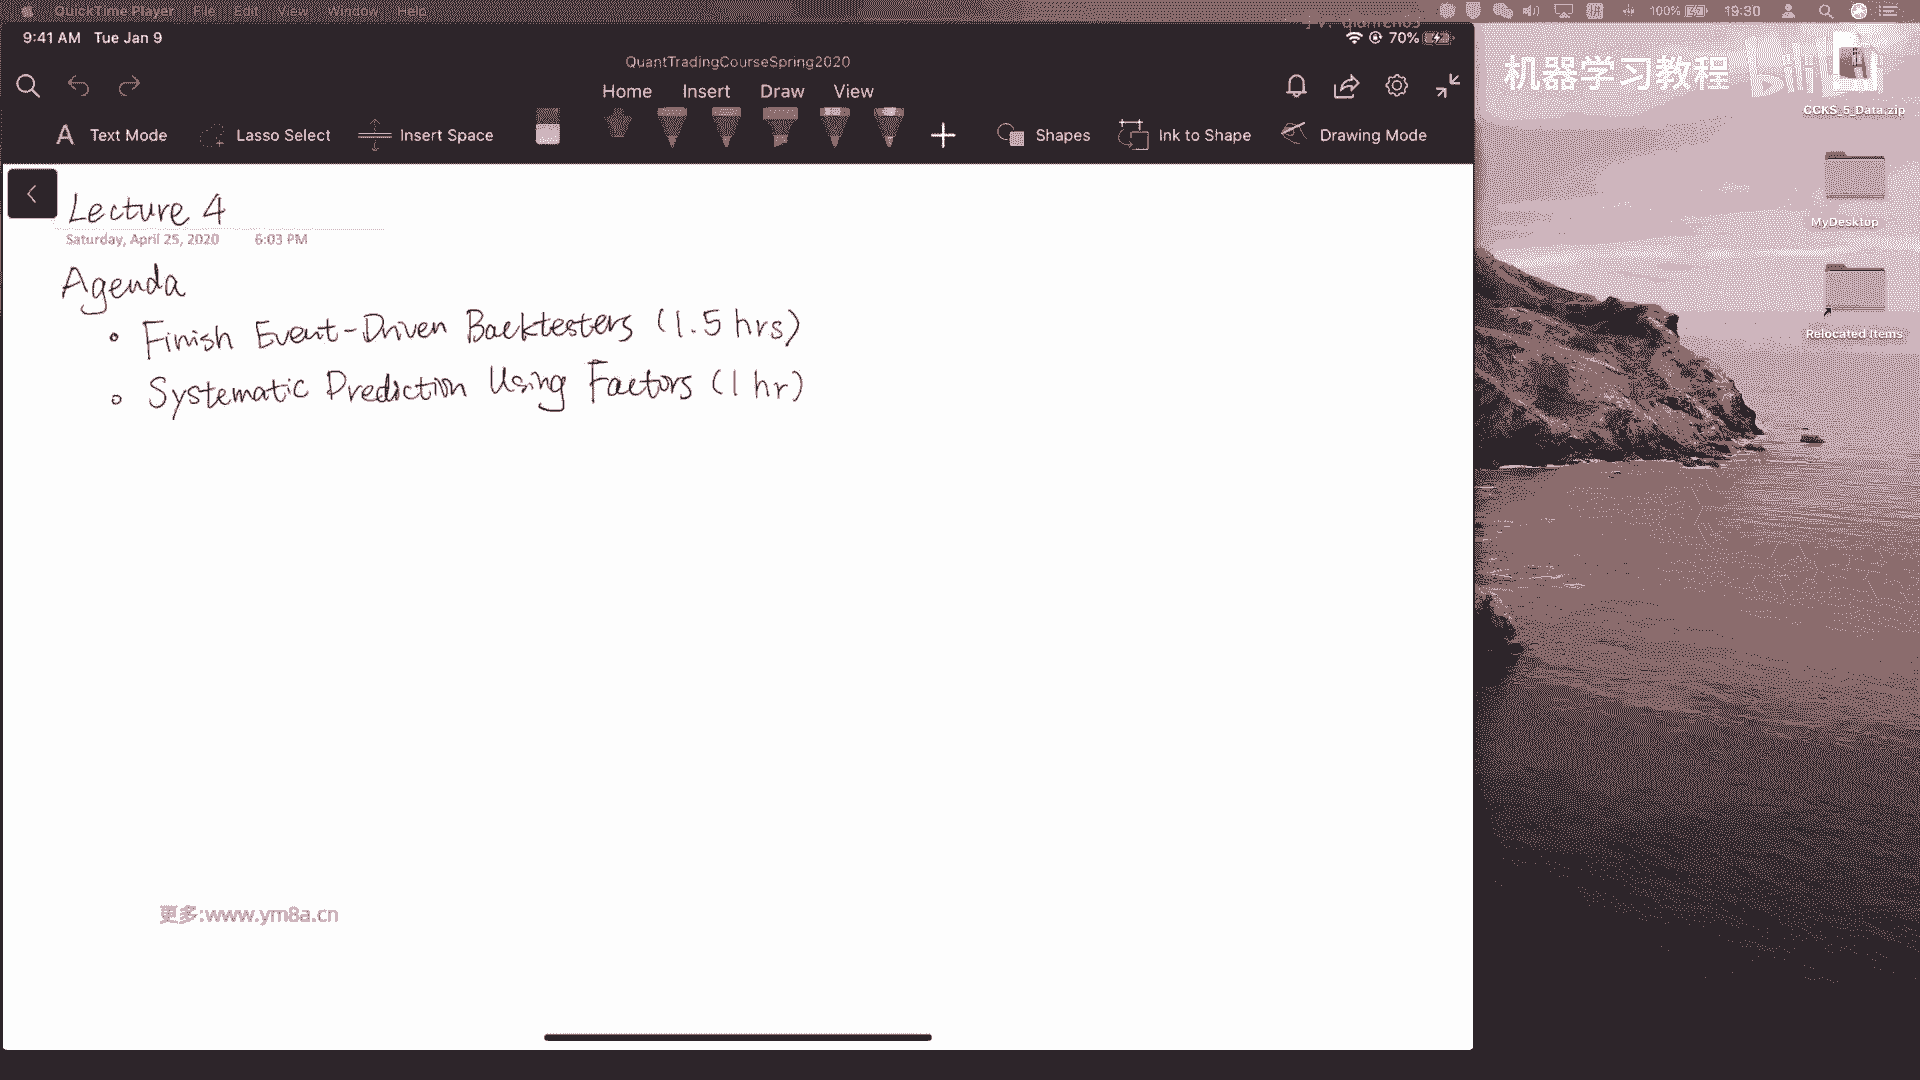 QuickTime Player File Edit View Window Help
100% 19:30
9:41 AM Tue Jan 9
70%
QuantTradingCourseSpring2020
Home Insert Draw View
Text Mode Lasso Select Insert Space Shapes Ink to Shape Drawing Mode
Lecture 4
Saturday, April 25, 2020 6:03 PM
Agenda
• Finish Event-Driven Backtesters (1.5 hrs)
• Systematic Prediction Using Factors (1 hr)
更多:www.ym8a.cn
机器学习教程
bili
CCKS_5_Data.zip
MyDesktop
Relocated Items